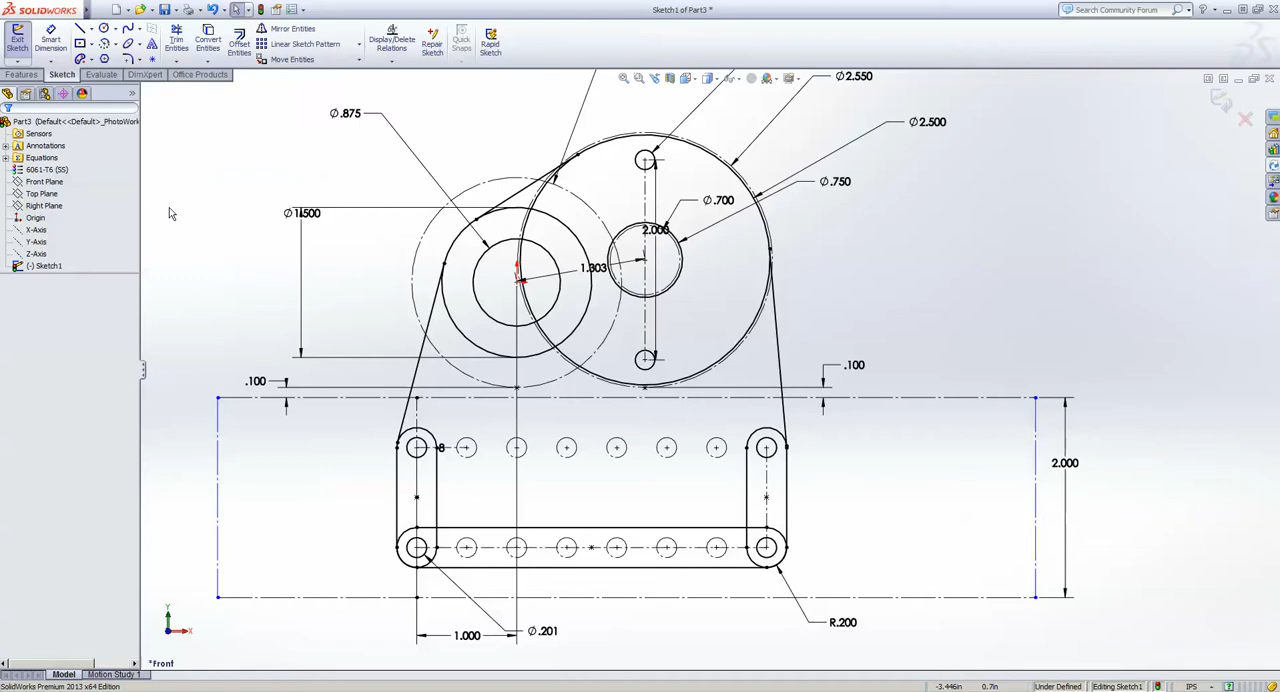 SOLIDWORKS
Sketch1 of Part3 *
Search Community Forum
Exit Sketch
Smart Dimension
Trim Entities
Convert Entities
Offset Entities
Mirror Entities
Linear Sketch Pattern
Move Entities
Display/Delete Relations
Repair Sketch
Quick Snaps
Rapid Sketch
Features
Sketch
Evaluate
DimXpert
Office Products
Part3 (Default<<Default>_PhotoWork
Sensors
Annotations
Equations
6061-T6 (SS)
Front Plane
Top Plane
Right Plane
Origin
X-Axis
Y-Axis
Z-Axis
(-) Sketch1
Ø2.550
Ø.875
Ø2.500
Ø.750
Ø.700
Ø1.500
2.000
1.303
.100
.100
8
2.000
R.200
Ø.201
1.000
Y
X
*Front
Model
Motion Study 1
SolidWorks Premium 2013 x64 Edition
-3.446in
0.7in
Under Defined
Editing Sketch1
IPS